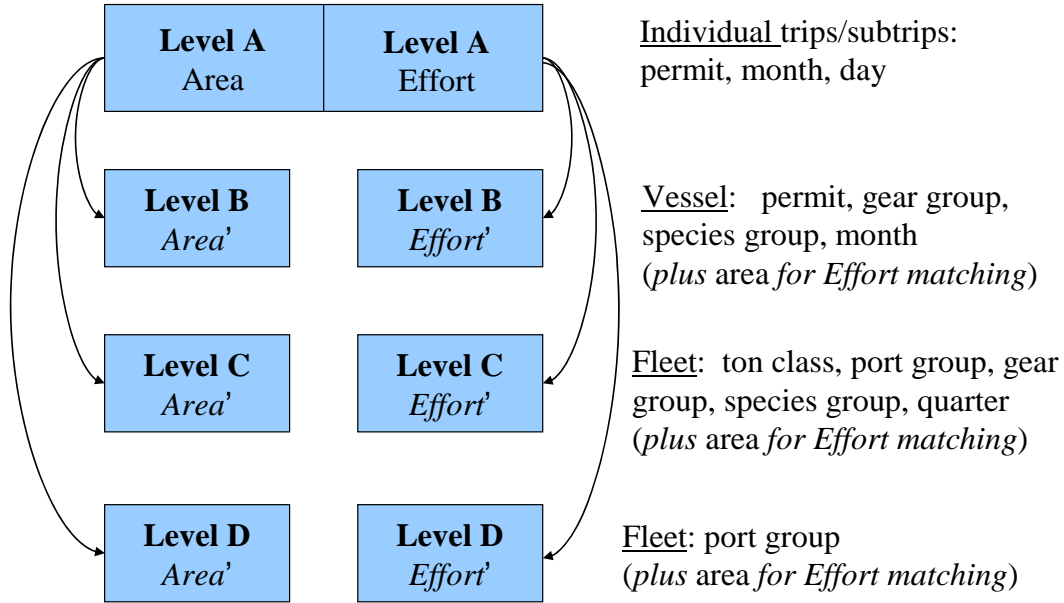 Level A
Area
Level A
Effort
Individual trips/subtrips:
permit, month, day
Level B
Area’
Level B
Effort’
Vessel: permit, gear group,
species group, month
(plus area for Effort matching)
Level C
Area’
Level C
Effort’
Fleet: ton class, port group, gear
group, species group, quarter
(plus area for Effort matching)
Level D
Area’
Level D
Effort’
Fleet: port group
(plus area for Effort matching)